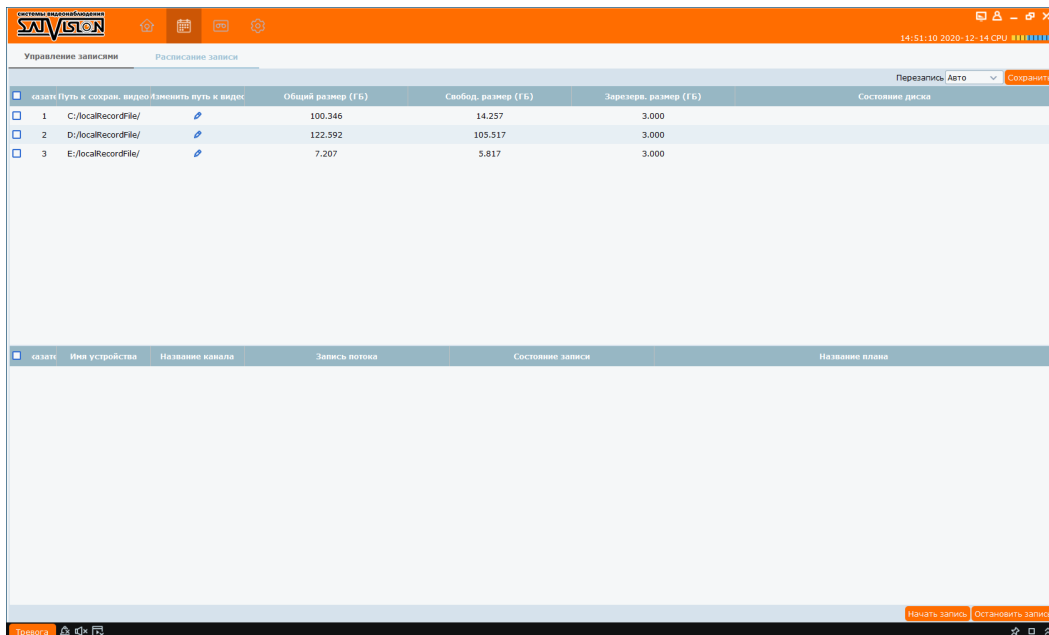 системы видеонаблюдения
SATVISION
14:51:10 2020-12-14 CPU
Управление записями Расписание записи
Перезапись Авто Сохранить
казате Путь к сохран. видео Изменить путь к видео Общий размер (ГБ) Свобод. размер (ГБ) Зарезерв. размер (ГБ) Состояние диска
1 C:/localRecordFile/ 100.346 14.257 3.000
2 D:/localRecordFile/ 122.592 105.517 3.000
3 E:/localRecordFile/ 7.207 5.817 3.000
казате Имя устройства Название канала Запись потока Состояние записи Название плана
Начать запись Остановить запись
Тревога